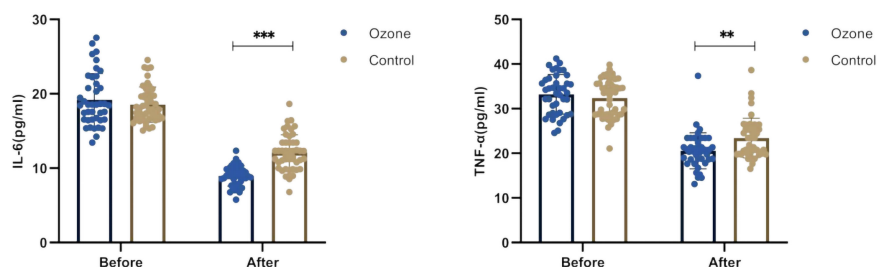 IL-6(pg/ml)
30
20
10
0
***
Before
After
Ozone
Control
TNF-α(pg/ml)
50
40
30
20
10
0
**
Before
After
Ozone
Control